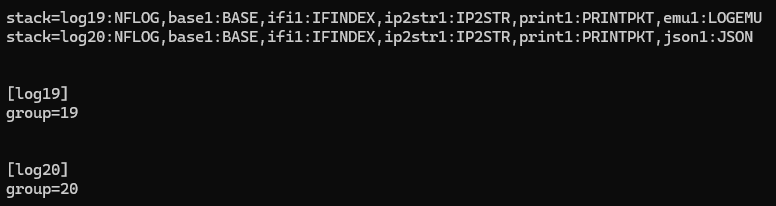 stack=log19:NFLOG,base1:BASE,ifi1:IFINDEX,ip2str1:IP2STR,print1:PRINTPKT,emu1:LOGEMU
stack=log20:NFLOG,base1:BASE,ifi1:IFINDEX,ip2str1:IP2STR,print1:PRINTPKT,json1:JSON
[log19]
group=19
[log20]
group=20